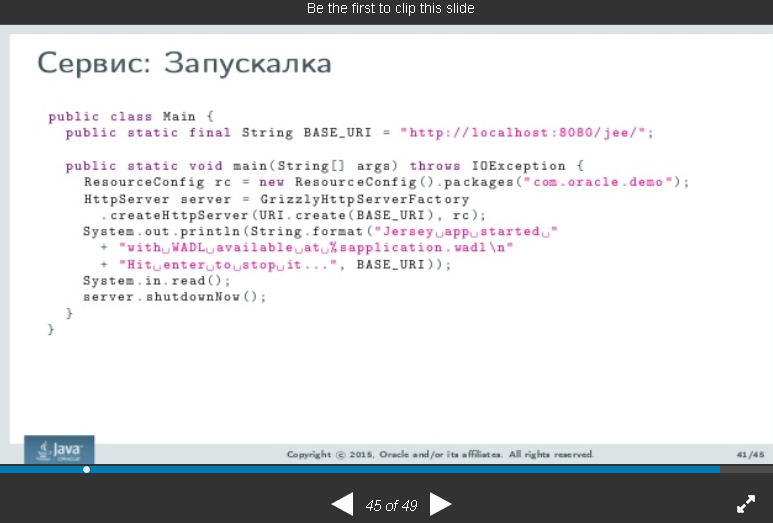 Be the first to clip this slide
Сервис: Запускалка
public class Main {
public static final String BASE_URI = "http://localhost:8080/jee/";
public static void main(String[] args) throws IOException {
ResourceConfig rc = new ResourceConfig().packages("com.oracle.demo");
HttpServer server = GrizzlyHttpServerFactory
.createHttpServer(URI.create(BASE_URI), rc);
System.out.println(String.format("Jersey␣app␣started␣"
+ "with␣WADL␣available␣at␣%sapplication.wadl\n"
+ "Hit␣enter␣to␣stop␣it...", BASE_URI));
System.in.read();
server.shutdownNow();
}
}
Java
ORACLE
Copyright © 2015, Oracle and/or its affiliates. All rights reserved.
41/45
45 of 49